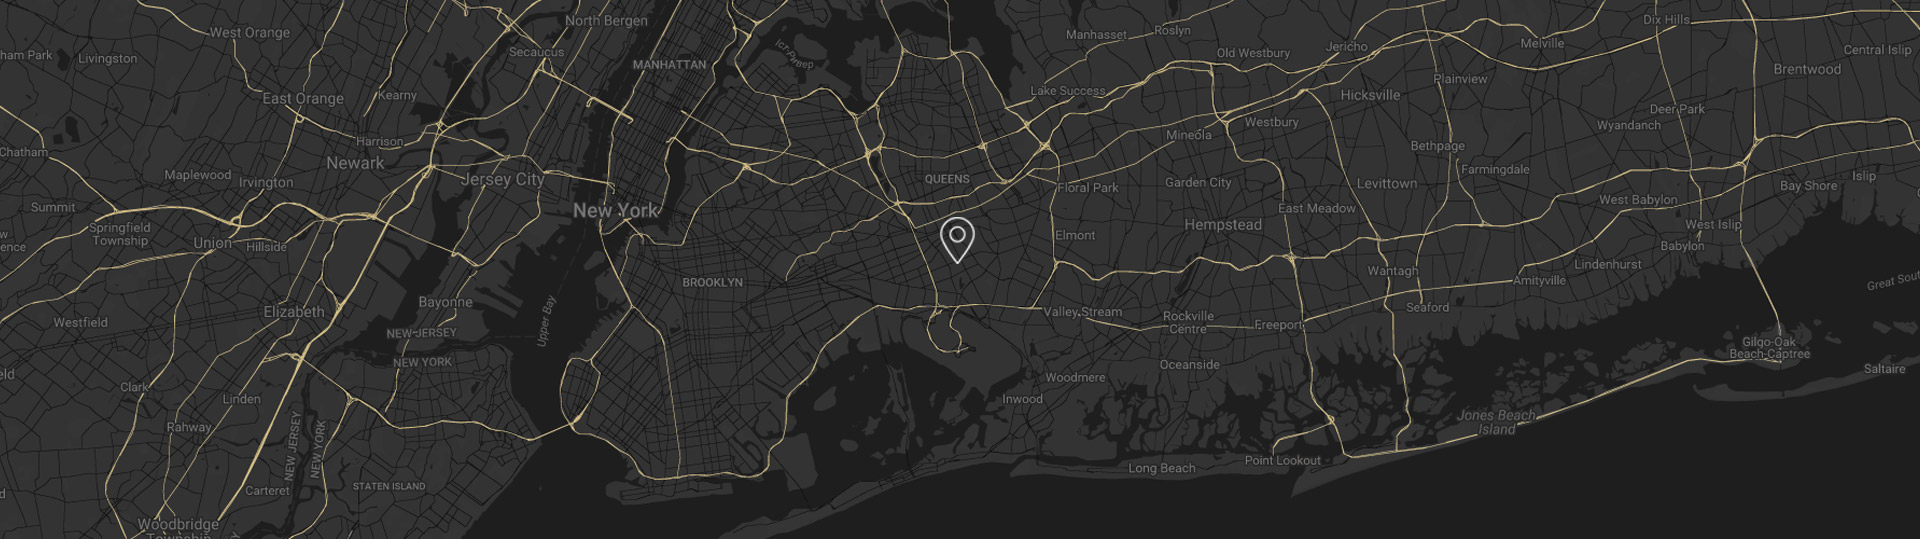 North Bergen
Dix Hills
West Orange
Manhasset
Roslyn
Melville
Secaucus
Old Westbury
Jericho
Central Islip
ham Park
Livingston
MANHATTAN
Brentwood
Plainview
East Orange
Kearny
Lake Success
Hicksville
Deer Park
Westbury
Wyandanch
Harrison
Mineola
Chatham
Newark
Bethpage
Farmingdale
Maplewood
Irvington
Jersey City
QUEENS
Floral Park
Garden City
Levittown
Bay Shore
Islip
Summit
New York
East Meadow
West Babylon
Springfield
Township
Hempstead
West Islip
Union
Hillside
Elmont
Babylon
Lindenhurst
Wantagh
BROOKLYN
Amityville
Great Sou
Bayonne
Elizabeth
Upper Bay
Valley Stream
Rockville
Centre
Freeport
Seaford
Westfield
NEW JERSEY
NEW YORK
Gilgo-Oak
Beach-Captree
Oceanside
Saltaire
Woodmere
Clark
Linden
Inwood
Rahway
NEW JERSEY
NEW YORK
Jones Beach
Island
Long Beach
Point Lookout
Carteret
STATEN ISLAND
Woodbridge
Township